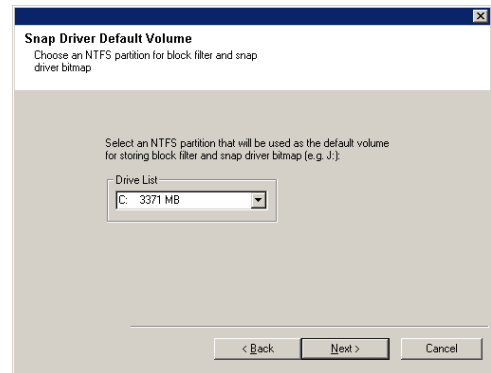 Snap Driver Default Volume
Choose an NTFS partition for block filter and snap
driver bitmap
Select an NTFS partition that will be used as the default volume
for storing block filter and snap driver bitmap (e.g. J:):
Drive List
C: 3371 MB
< Back Next > Cancel